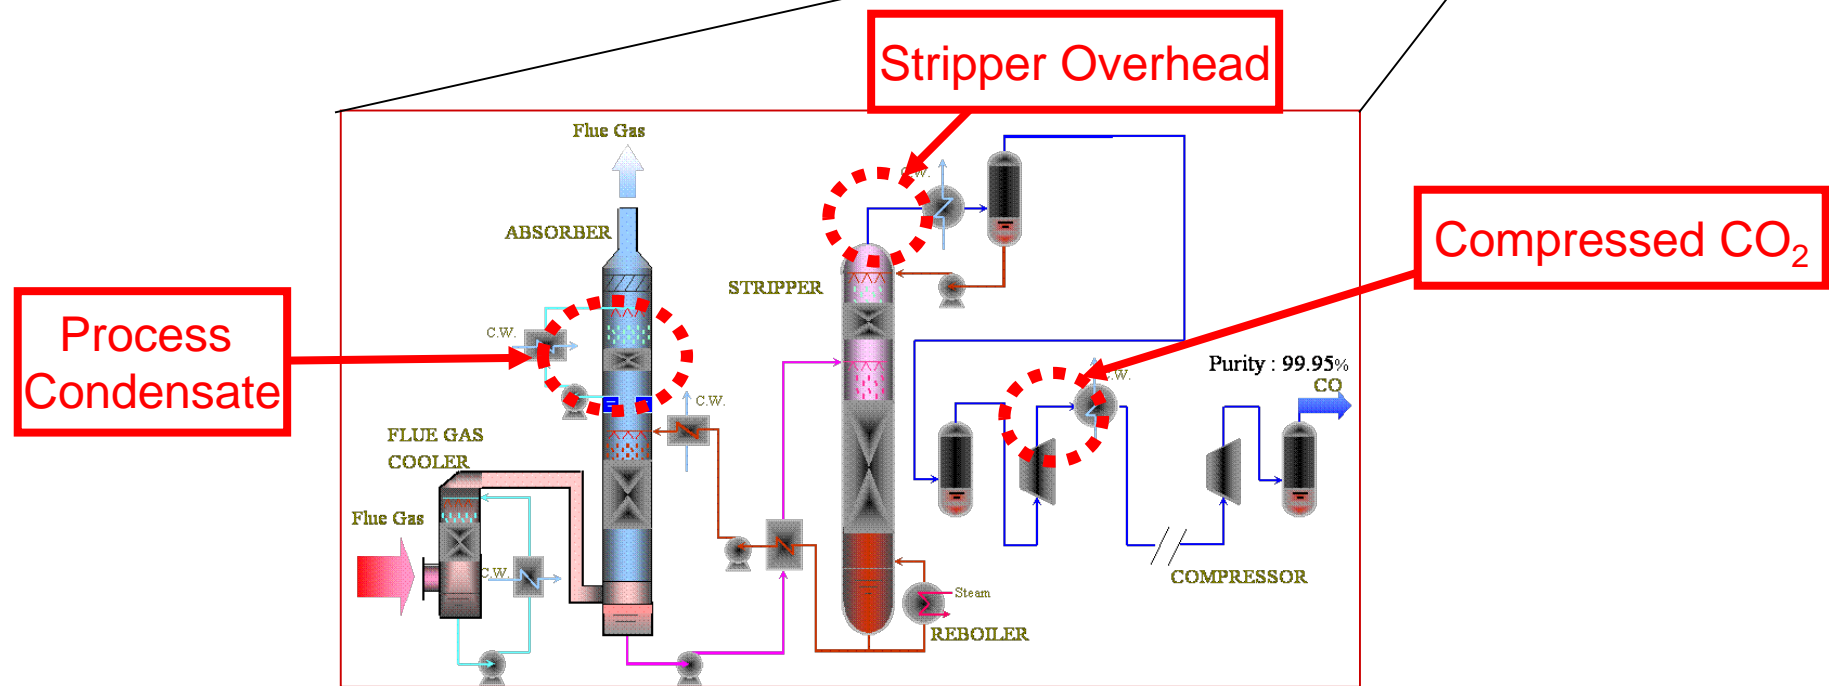 Stripper Overhead
Flue Gas
C.W.
ABSORBER
Compressed CO₂
STRIPPER
Process
Condensate
C.W.
Purity : 99.95%
C.W.
CO
C.W.
FLUE GAS
COOLER
Flue Gas
C.W.
COMPRESSOR
Steam
REBOILER